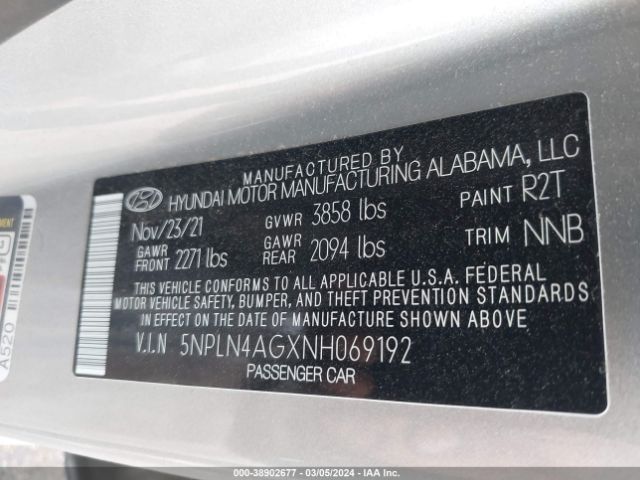 MANUFACTURED BY
HYUNDAI MOTOR MANUFACTURING ALABAMA, LLC
Nov/23/21 GVWR 3858 lbs PAINT R2T
GAWR FRONT 2271 lbs GAWR REAR 2094 lbs TRIM NNB
THIS VEHICLE CONFORMS TO ALL APPLICABLE U.S.A. FEDERAL
MOTOR VEHICLE SAFETY, BUMPER, AND THEFT PREVENTION STANDARDS
IN EFFECT ON THE DATE OF MANUFACTURE SHOWN ABOVE
V.I.N 5NPLN4AGXNH069192
PASSENGER CAR
A520
000-38902677 - 03/05/2024 - IAA Inc.